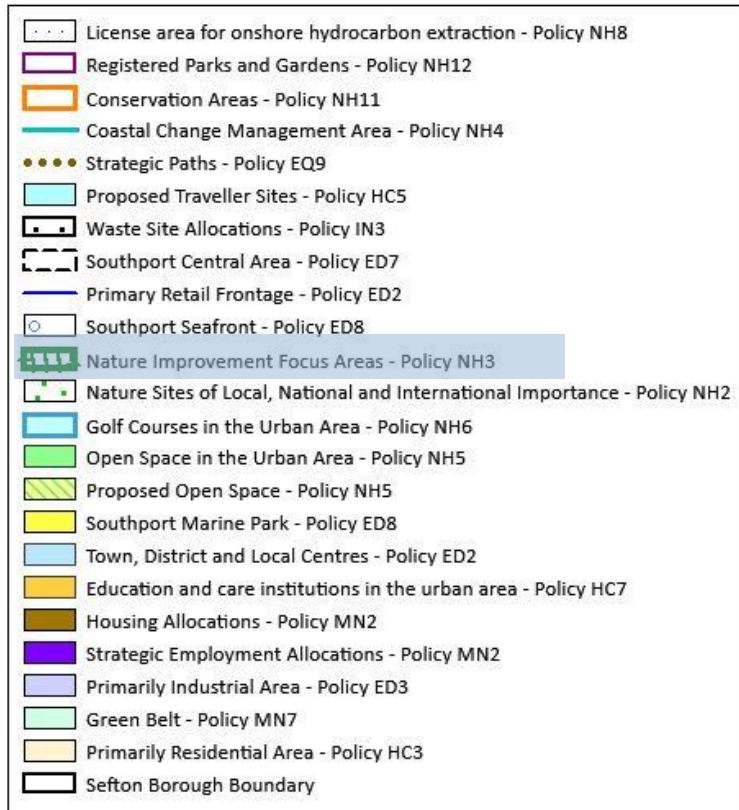 License area for onshore hydrocarbon extraction - Policy NH8
Registered Parks and Gardens - Policy NH12
Conservation Areas - Policy NH11
Coastal Change Management Area - Policy NH4
Strategic Paths - Policy EQ9
Proposed Traveller Sites - Policy HC5
Waste Site Allocations - Policy IN3
Southport Central Area - Policy ED7
Primary Retail Frontage - Policy ED2
Southport Seafront - Policy ED8
Nature Improvement Focus Areas - Policy NH3
Nature Sites of Local, National and International Importance - Policy NH2
Golf Courses in the Urban Area - Policy NH6
Open Space in the Urban Area - Policy NH5
Proposed Open Space - Policy NH5
Southport Marine Park - Policy ED8
Town, District and Local Centres - Policy ED2
Education and care institutions in the urban area - Policy HC7
Housing Allocations - Policy MN2
Strategic Employment Allocations - Policy MN2
Primarily Industrial Area - Policy ED3
Green Belt - Policy MN7
Primarily Residential Area - Policy HC3
Sefton Borough Boundary